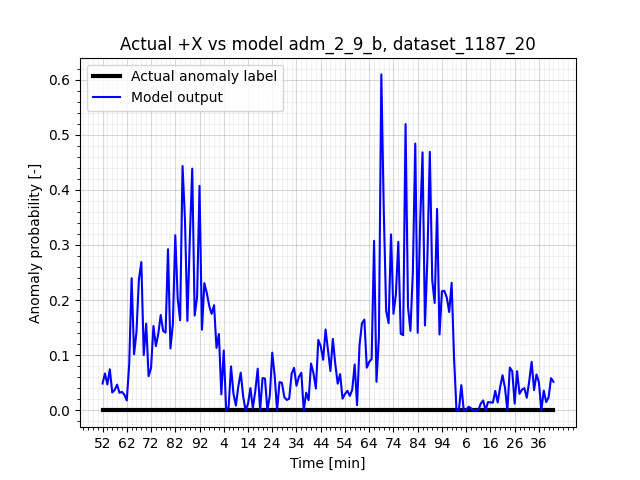 Actual +X vs model adm_2_9_b, dataset_1187_20
Actual anomaly label
Model output
Anomaly probability [-]
0.6
0.5
0.4
0.3
0.2
0.1
0.0
52 62 72 82 92 4 14 24 34 44 54 64 74 84 94 6 16 26 36
Time [min]